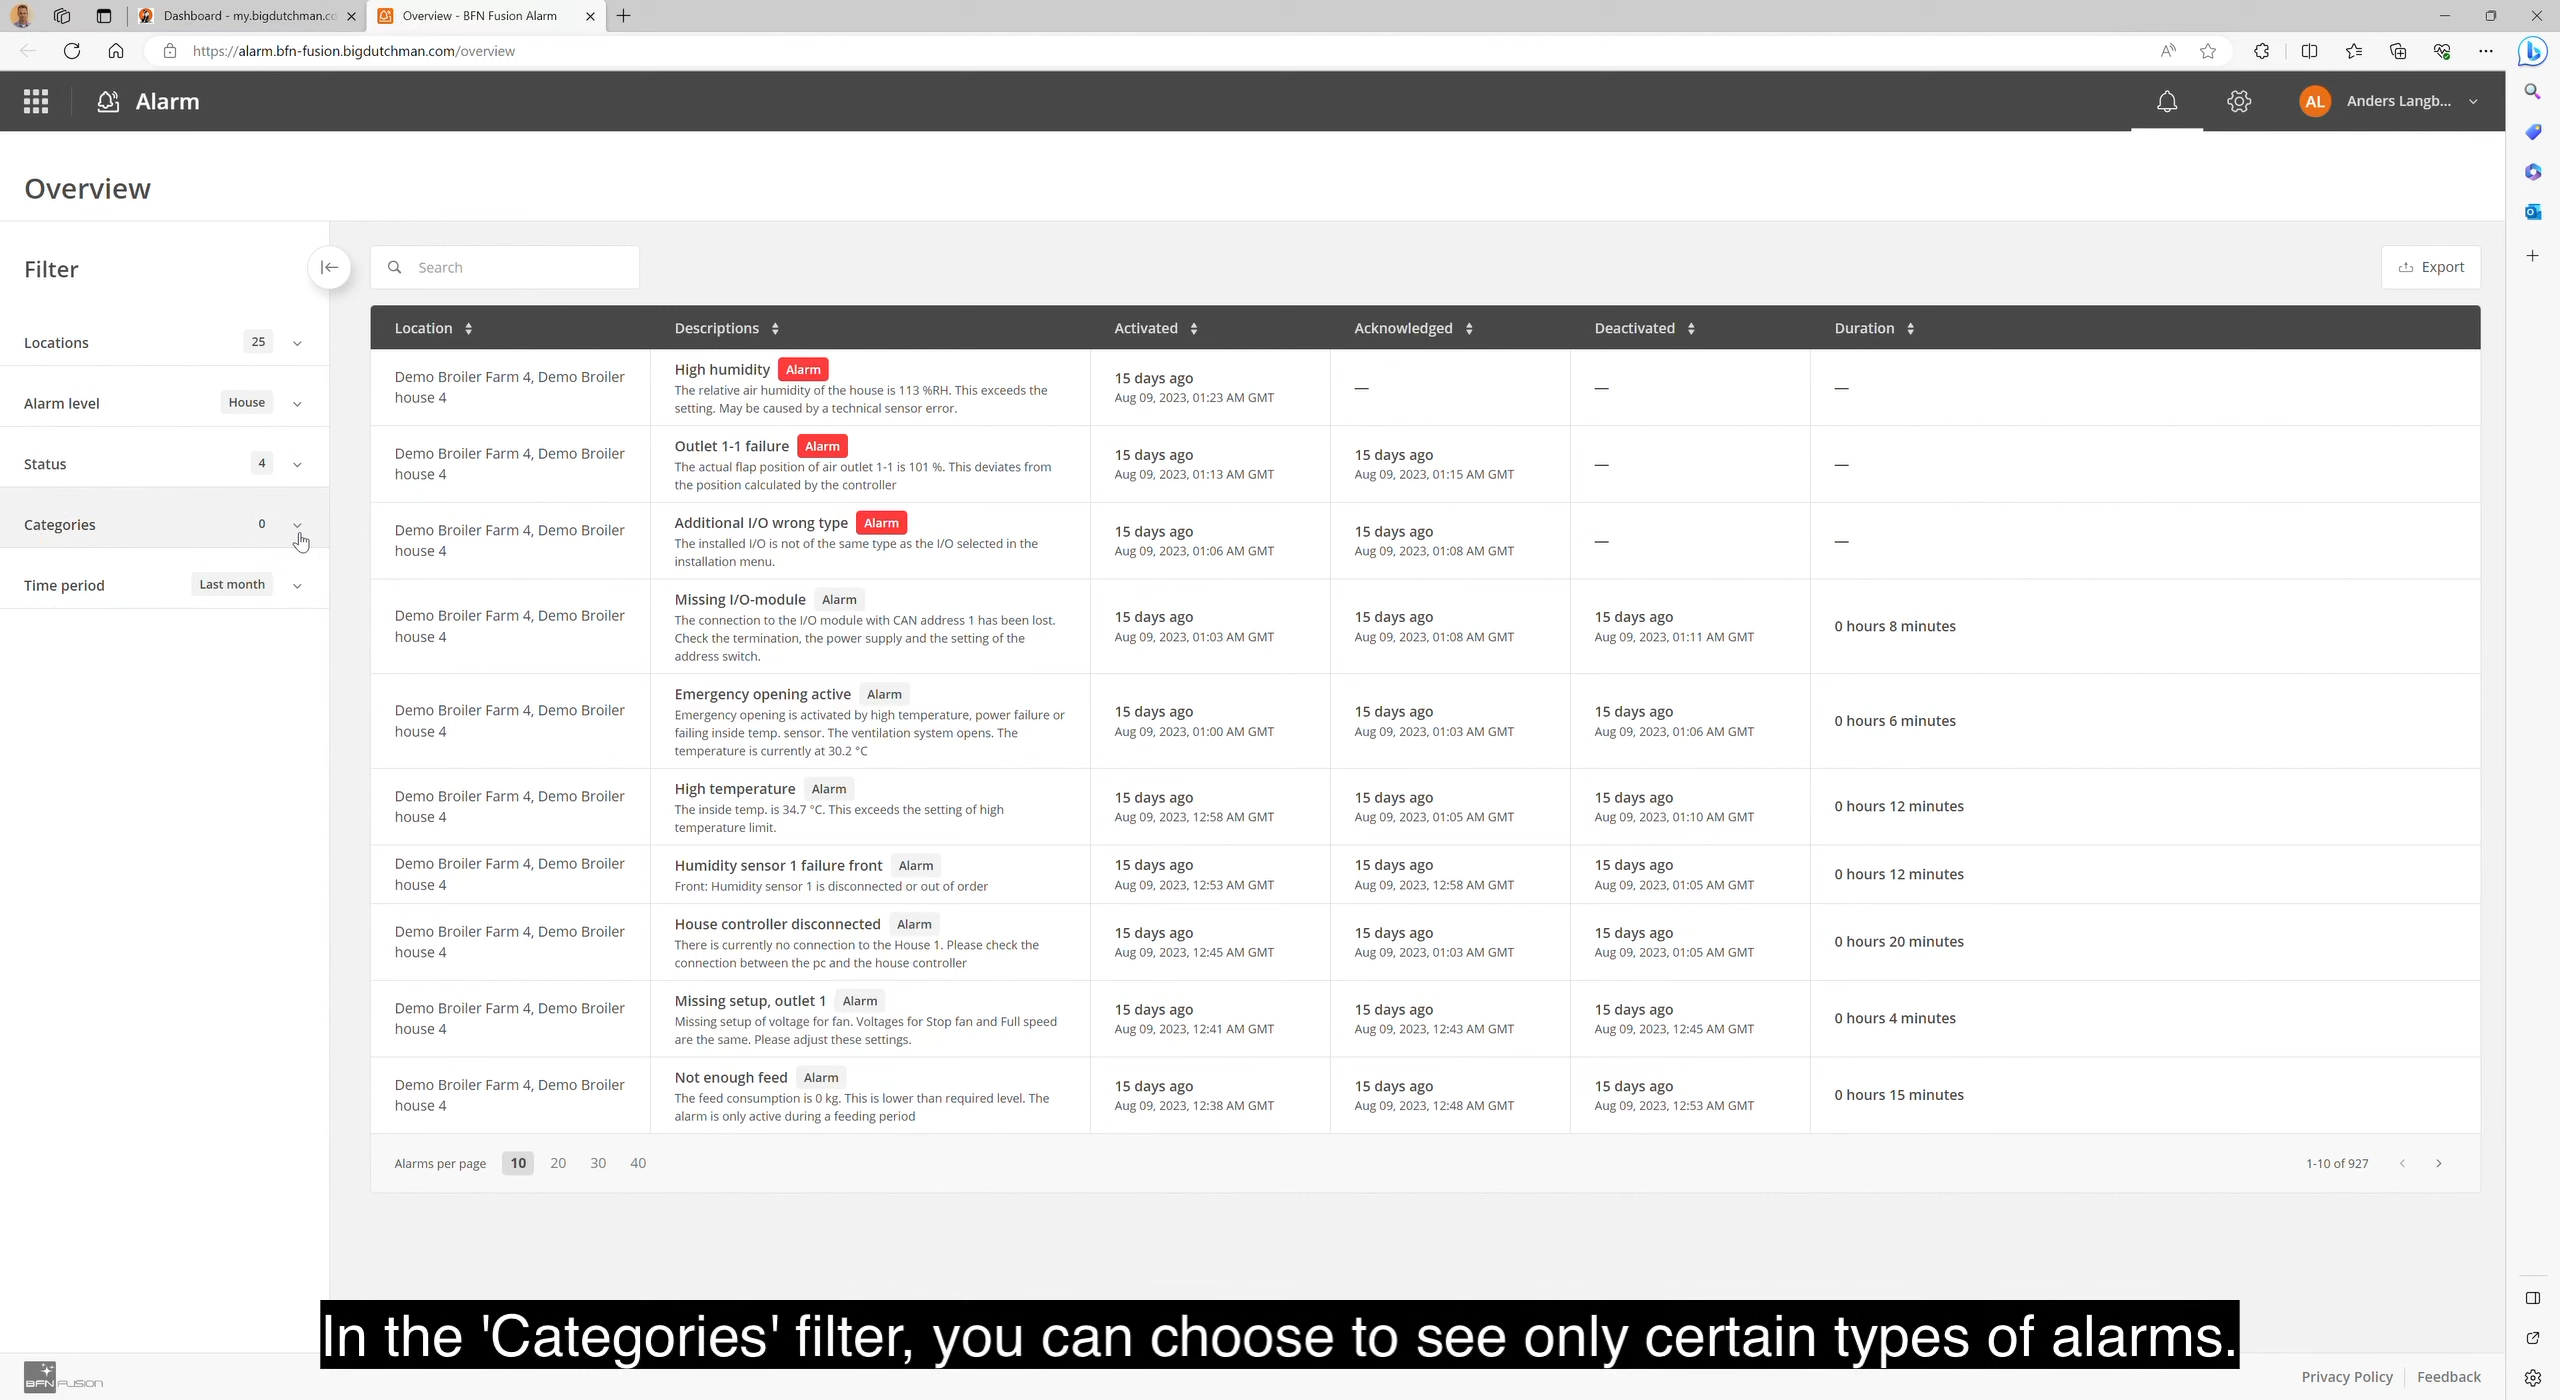 Dashboard - my.bigdutchman.co
Overview - BFN Fusion Alarm
https://alarm.bfn-fusion.bigdutchman.com/overview
Alarm
AL
Anders Langb...
Overview
Filter
Search
Export
Locations 25
Alarm level House
Status 4
Categories 0
Time period Last month
Location Descriptions Activated Acknowledged Deactivated Duration
Demo Broiler Farm 4, Demo Broiler
house 4
High humidity Alarm
The relative air humidity of the house is 113 %RH. This exceeds the
setting. May be caused by a technical sensor error.
15 days ago
Aug 09, 2023, 01:23 AM GMT
—
—
—
Demo Broiler Farm 4, Demo Broiler
house 4
Outlet 1-1 failure Alarm
The actual flap position of air outlet 1-1 is 101 %. This deviates from
the position calculated by the controller
15 days ago
Aug 09, 2023, 01:13 AM GMT
15 days ago
Aug 09, 2023, 01:15 AM GMT
—
—
Demo Broiler Farm 4, Demo Broiler
house 4
Additional I/O wrong type Alarm
The installed I/O is not of the same type as the I/O selected in the
installation menu.
15 days ago
Aug 09, 2023, 01:06 AM GMT
15 days ago
Aug 09, 2023, 01:08 AM GMT
—
—
Demo Broiler Farm 4, Demo Broiler
house 4
Missing I/O-module Alarm
The connection to the I/O module with CAN address 1 has been lost.
Check the termination, the power supply and the setting of the
address switch.
15 days ago
Aug 09, 2023, 01:03 AM GMT
15 days ago
Aug 09, 2023, 01:08 AM GMT
15 days ago
Aug 09, 2023, 01:11 AM GMT
0 hours 8 minutes
Demo Broiler Farm 4, Demo Broiler
house 4
Emergency opening active Alarm
Emergency opening is activated by high temperature, power failure or
failing inside temp. sensor. The ventilation system opens. The
temperature is currently at 30.2 °C
15 days ago
Aug 09, 2023, 01:00 AM GMT
15 days ago
Aug 09, 2023, 01:03 AM GMT
15 days ago
Aug 09, 2023, 01:06 AM GMT
0 hours 6 minutes
Demo Broiler Farm 4, Demo Broiler
house 4
High temperature Alarm
The inside temp. is 34.7 °C. This exceeds the setting of high
temperature limit.
15 days ago
Aug 09, 2023, 12:58 AM GMT
15 days ago
Aug 09, 2023, 01:05 AM GMT
15 days ago
Aug 09, 2023, 01:10 AM GMT
0 hours 12 minutes
Demo Broiler Farm 4, Demo Broiler
house 4
Humidity sensor 1 failure front Alarm
Front: Humidity sensor 1 is disconnected or out of order
15 days ago
Aug 09, 2023, 12:53 AM GMT
15 days ago
Aug 09, 2023, 12:58 AM GMT
15 days ago
Aug 09, 2023, 01:05 AM GMT
0 hours 12 minutes
Demo Broiler Farm 4, Demo Broiler
house 4
House controller disconnected Alarm
There is currently no connection to the House 1. Please check the
connection between the pc and the house controller
15 days ago
Aug 09, 2023, 12:45 AM GMT
15 days ago
Aug 09, 2023, 01:03 AM GMT
15 days ago
Aug 09, 2023, 01:05 AM GMT
0 hours 20 minutes
Demo Broiler Farm 4, Demo Broiler
house 4
Missing setup, outlet 1 Alarm
Missing setup of voltage for fan. Voltages for Stop fan and Full speed
are the same. Please adjust these settings.
15 days ago
Aug 09, 2023, 12:41 AM GMT
15 days ago
Aug 09, 2023, 12:43 AM GMT
15 days ago
Aug 09, 2023, 12:45 AM GMT
0 hours 4 minutes
Demo Broiler Farm 4, Demo Broiler
house 4
Not enough feed Alarm
The feed consumption is 0 kg. This is lower than required level. The
alarm is only active during a feeding period
15 days ago
Aug 09, 2023, 12:38 AM GMT
15 days ago
Aug 09, 2023, 12:48 AM GMT
15 days ago
Aug 09, 2023, 12:53 AM GMT
0 hours 15 minutes
Alarms per page 10 20 30 40
1-10 of 927
In the 'Categories' filter, you can choose to see only certain types of alarms.
BFN FUSION
Privacy Policy
Feedback